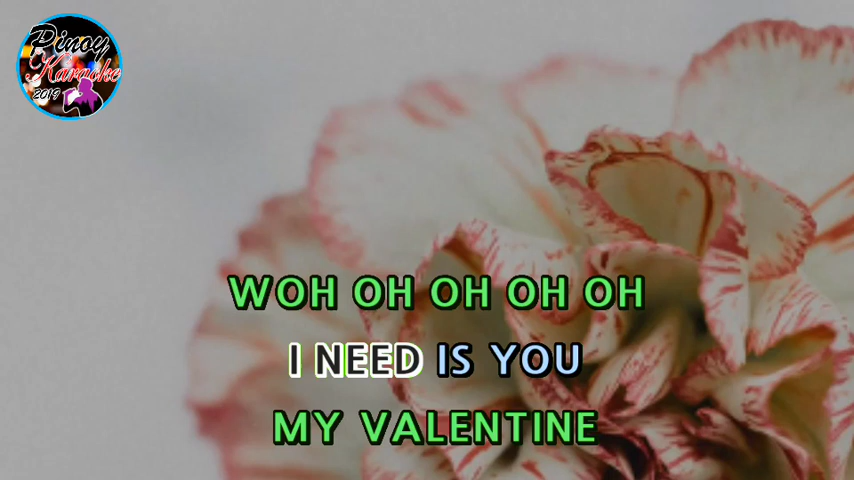 Pinoy
Karaoke
2019
WOH OH OH OH OH
I NEED IS YOU
MY VALENTINE